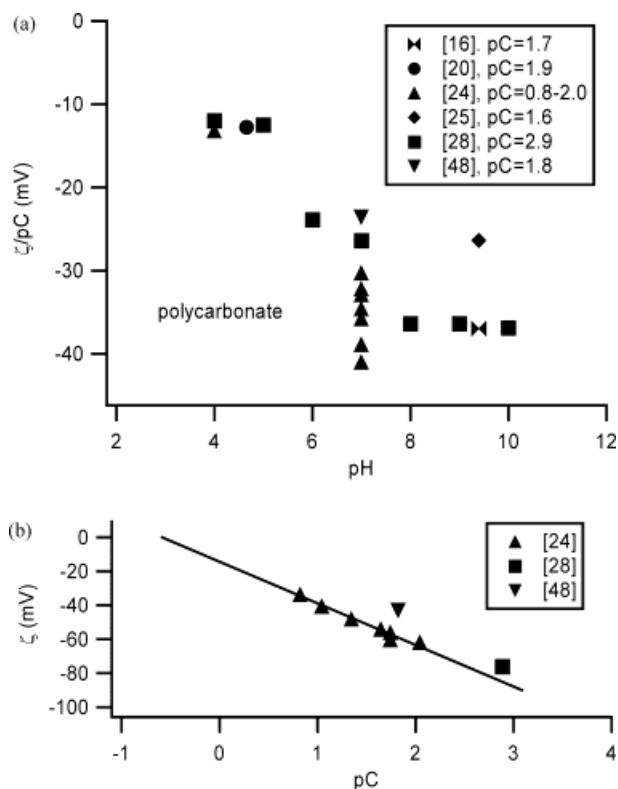 (a)
0
-10
-20
-30
-40
ζ/pC (mV)
[16]. pC=1.7
[20], pC=1.9
[24], pC=0.8-2.0
[25], pC=1.6
[28], pC=2.9
[48], pC=1.8
polycarbonate
2 4 6 8 10 12
pH
(b)
0
-20
-40
-60
-80
-100
ζ (mV)
[24]
[28]
[48]
-1 0 1 2 3 4
pC